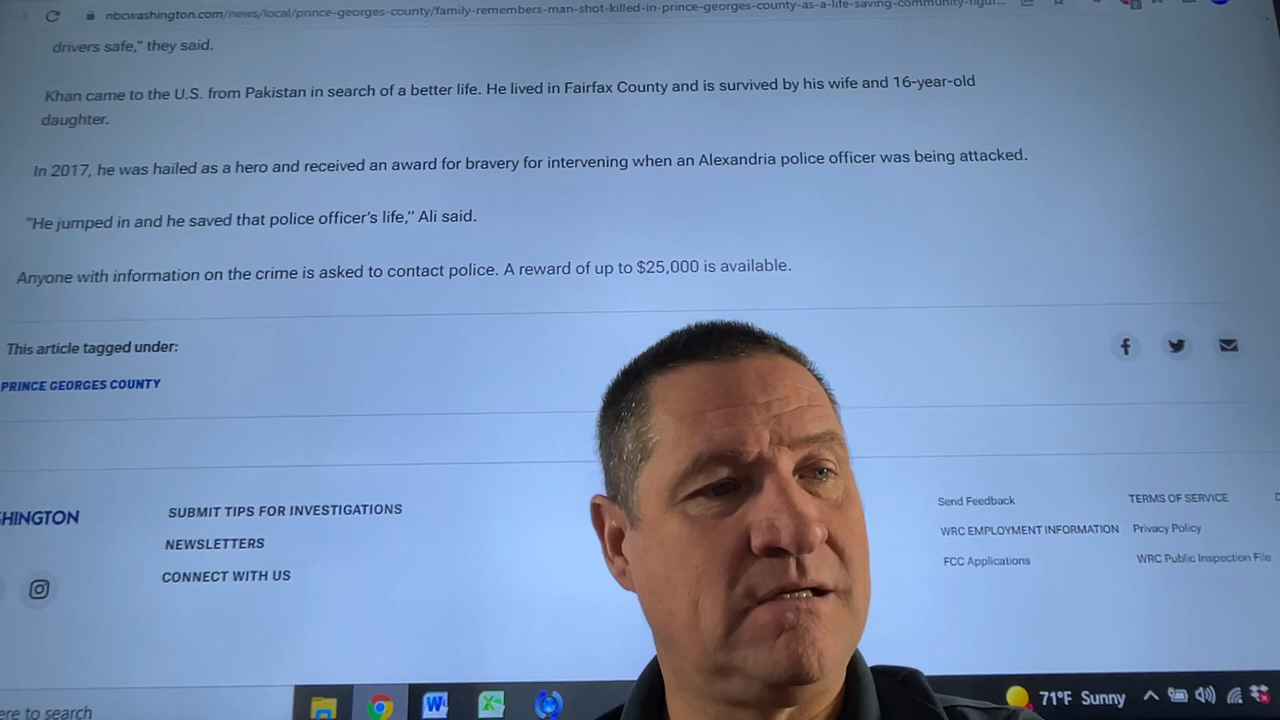 nbcwashington.com/news/local/prince-georges-county/family-remembers-man-shot-killed-in-prince-georges-county-as-a-life-saving-community-figur...
drivers safe," they said.
Khan came to the U.S. from Pakistan in search of a better life. He lived in Fairfax County and is survived by his wife and 16-year-old
daughter.
In 2017, he was hailed as a hero and received an award for bravery for intervening when an Alexandria police officer was being attacked.
"He jumped in and he saved that police officer's life," Ali said.
Anyone with information on the crime is asked to contact police. A reward of up to $25,000 is available.
This article tagged under:
PRINCE GEORGES COUNTY
HINGTON
SUBMIT TIPS FOR INVESTIGATIONS
NEWSLETTERS
CONNECT WITH US
Send Feedback
WRC EMPLOYMENT INFORMATION
FCC Applications
TERMS OF SERVICE
Privacy Policy
WRC Public Inspection File
ere to search
71°F Sunny